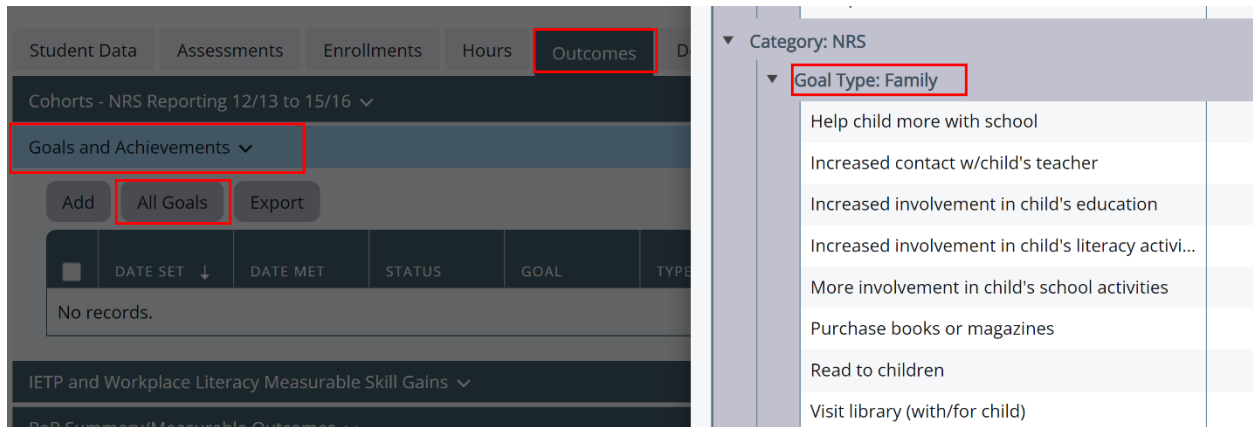 Student Data Assessments Enrollments Hours Outcomes
Cohorts - NRS Reporting 12/13 to 15/16
Goals and Achievements
Add All Goals Export
DATE SET ↓ DATE MET STATUS GOAL TYPE
No records.
IETP and Workplace Literacy Measurable Skill Gains
Category: NRS
Goal Type: Family
Help child more with school
Increased contact w/child's teacher
Increased involvement in child's education
Increased involvement in child's literacy activi...
More involvement in child's school activities
Purchase books or magazines
Read to children
Visit library (with/for child)